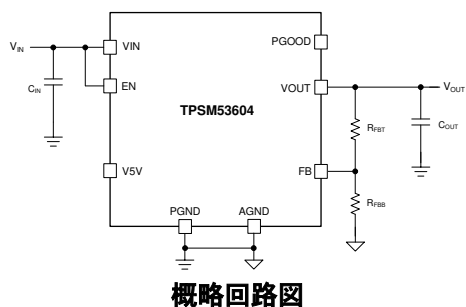 VIN
VIN
PGOOD
CIN
EN
VOUT
VOUT
TPSM53604
RFBT
COUT
V5V
FB
RFBB
PGND
AGND
概略回路図